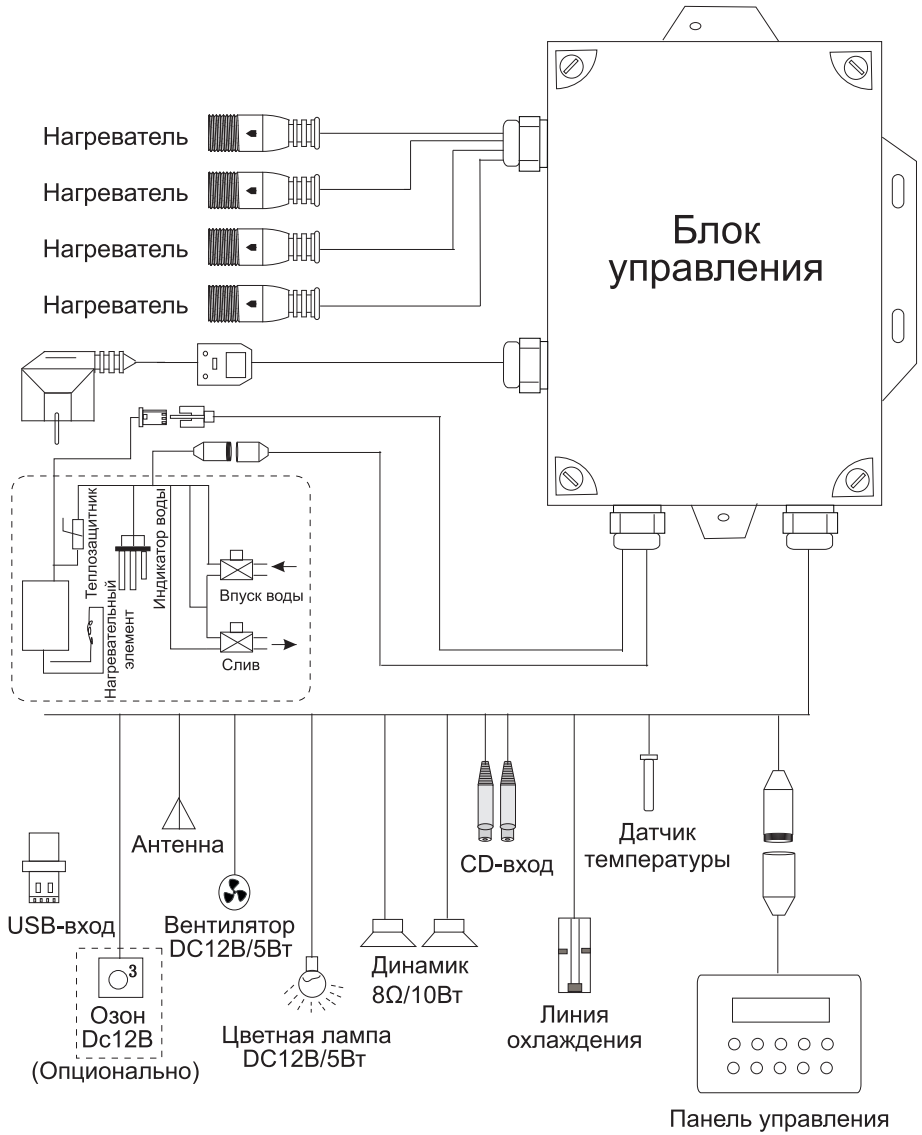 Нагреватель
Нагреватель
Нагреватель
Нагреватель
Блок
управления
Теплозащитник
Нагревательный
элемент
Индикатор воды
Впуск воды
Слив
USB-вход
Антенна
Вентилятор
DC12В/5Вт
CD-вход
Датчик
температуры
3
Озон
Dc12В
(Опционально)
Цветная лампа
DC12В/5Вт
Динамик
8Ω/10Вт
Линия
охлаждения
Панель управления